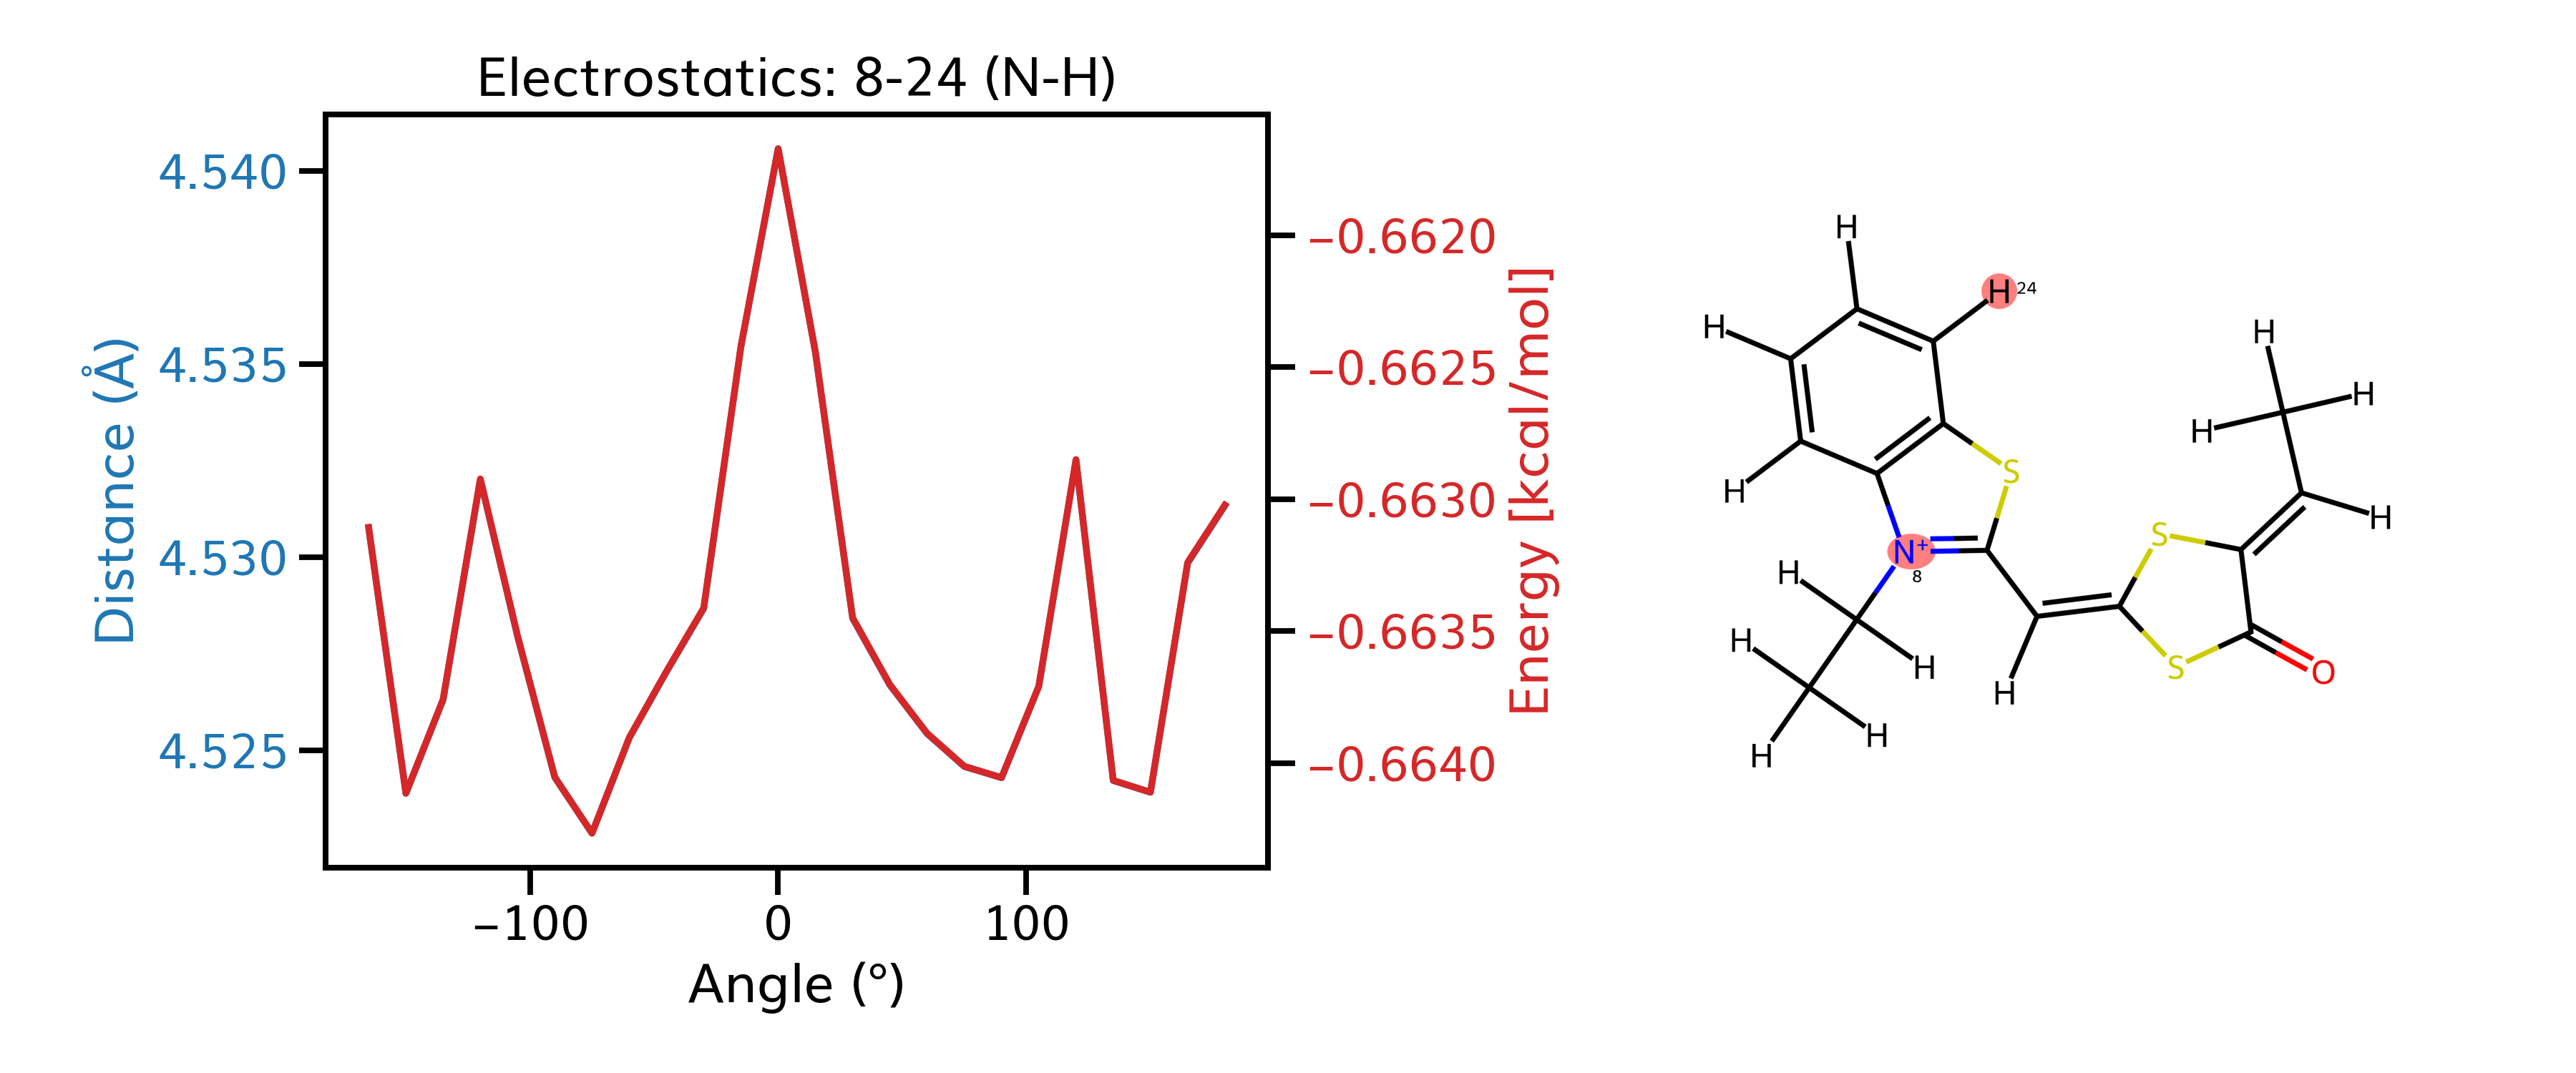 Electrostatics: 8-24 (N-H)
4.540
4.535
4.530
4.525
Distance (Å)
−0.6620
−0.6625
−0.6630
−0.6635
−0.6640
Energy [kcal/mol]
−100 0 100
Angle (°)
H
H 24
H
H
H
H
H
S
H
H
S
N+
8
H
H
H
H
S
O
H
H
H